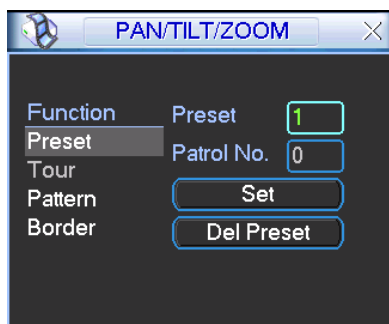 PAN/TILT/ZOOM
Function
Preset
Tour
Pattern
Border
Preset 1
Patrol No. 0
Set
Del Preset